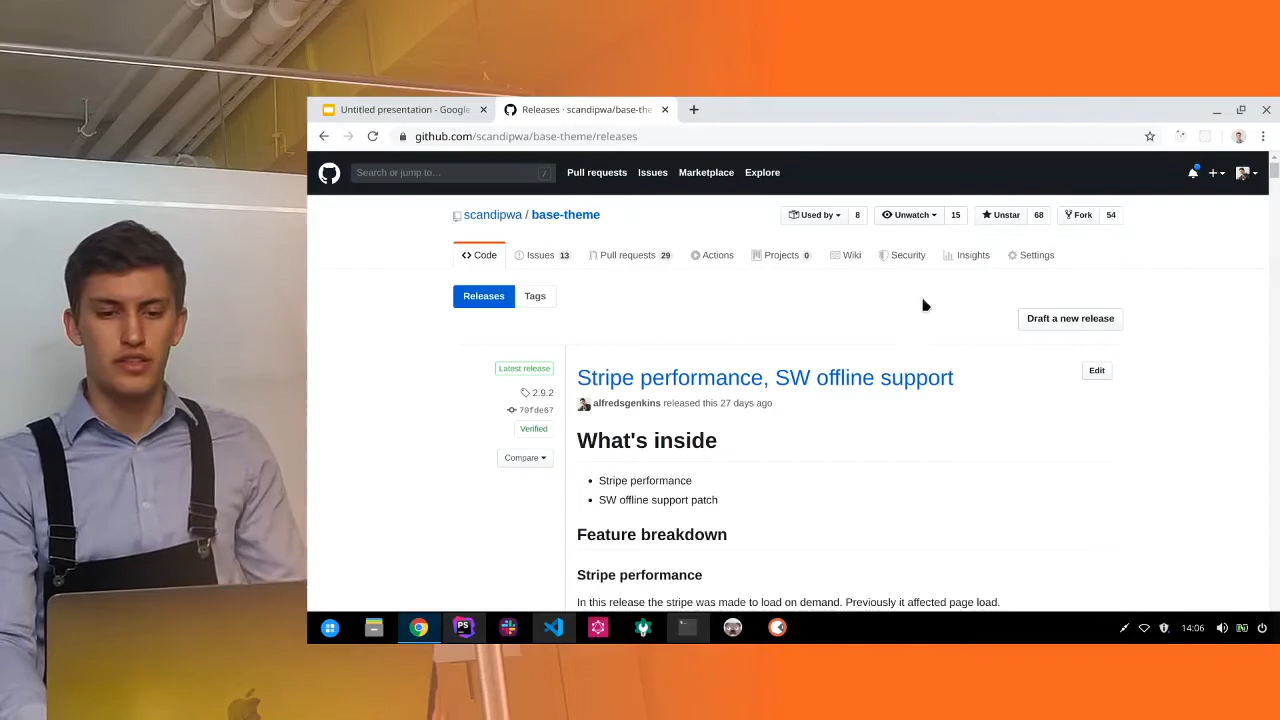 Untitled presentation - Google
Releases · scandipwa/base-the
github.com/scandipwa/base-theme/releases
Search or jump to…
/
Pull requests
Issues
Marketplace
Explore
scandipwa / base-theme
Used by 8
Unwatch 15
Unstar 68
Fork 54
Code
Issues 13
Pull requests 29
Actions
Projects 0
Wiki
Security
Insights
Settings
Releases
Tags
Draft a new release
Latest release
2.9.2
70fde67
Verified
Compare
Stripe performance, SW offline support
Edit
alfredsgenkins released this 27 days ago
What's inside
• Stripe performance
• SW offline support patch
Feature breakdown
Stripe performance
In this release the stripe was made to load on demand. Previously it affected page load.
PS
14:06